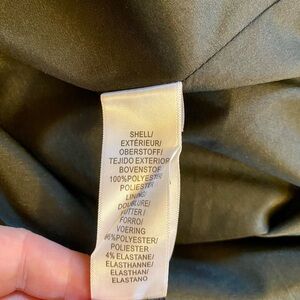 SHELL/
EXTÉRIEUR/
OBERSTOFF/
TEJIDO EXTERIOR
BOVENSTOF
100%POLYESTER
POLIESTER
LINING/
DOUBLURE/
FUTTER/
FORRO/
VOERING
96%POLYESTER/
POLIESTER
4% ELASTANE/
ELASTHANNE/
ELASTHAN/
ELASTANO